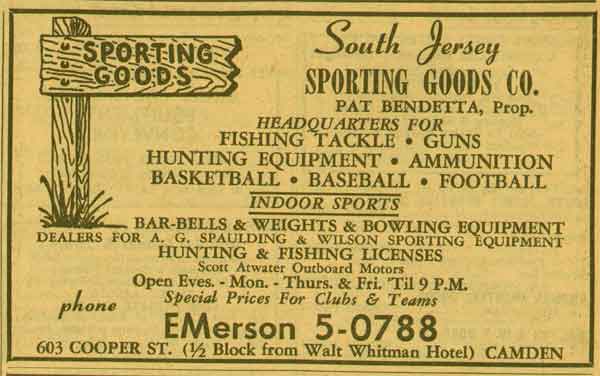 SPORTING
GOODS
South Jersey
SPORTING GOODS CO.
PAT BENDETTA, Prop.
HEADQUARTERS FOR
FISHING TACKLE • GUNS
HUNTING EQUIPMENT • AMMUNITION
BASKETBALL • BASEBALL • FOOTBALL
INDOOR SPORTS
BAR-BELLS & WEIGHTS & BOWLING EQUIPMENT
DEALERS FOR A. G. SPAULDING & WILSON SPORTING EQUIPMENT
HUNTING & FISHING LICENSES
Scott Atwater Outboard Motors
Open Eves. - Mon. - Thurs. & Fri. 'Til 9 P.M.
Special Prices For Clubs & Teams
phone
EMerson 5-0788
603 COOPER ST. (½ Block from Walt Whitman Hotel) CAMDEN